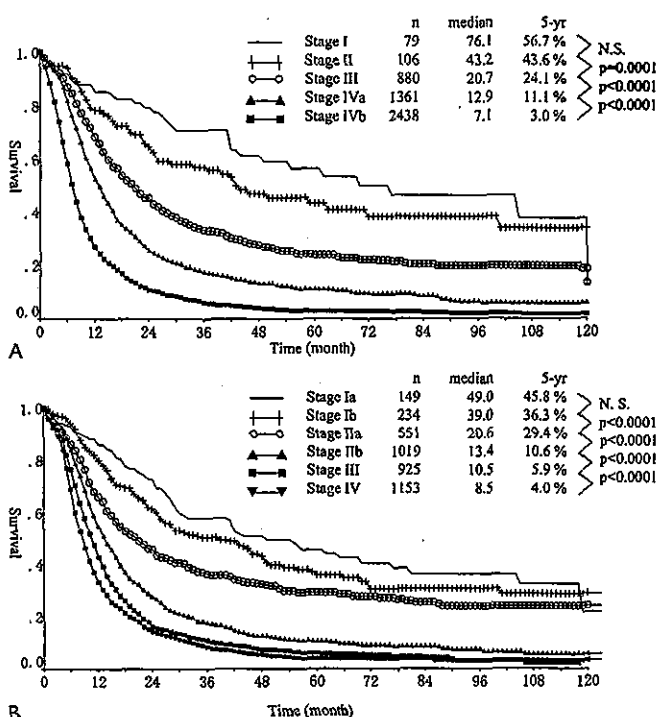 n median 5-yr
Stage I 79 76.1 56.7 %
Stage II 106 43.2 43.6 %
Stage III 880 20.7 24.1 %
Stage IVa 1361 12.9 11.1 %
Stage IVb 2438 7.1 3.0 %
N.S.
p=0.0001
p<0.0001
p<0.0001
1.0
.8
.6
.4
.2
0.0
Survival
0 12 24 36 48 60 72 84 96 108 120
Time (month)
A
n median 5-yr
Stage Ia 149 49.0 45.8 %
Stage Ib 234 39.0 36.3 %
Stage IIa 551 20.6 29.4 %
Stage IIb 1019 13.4 10.6 %
Stage III 925 10.5 5.9 %
Stage IV 1153 8.5 4.0 %
N. S.
p<0.0001
p<0.0001
p<0.0001
p<0.0001
1.0
.8
.6
.4
.2
0.0
Survival
0 12 24 36 48 60 72 84 96 108 120
Time (month)
B